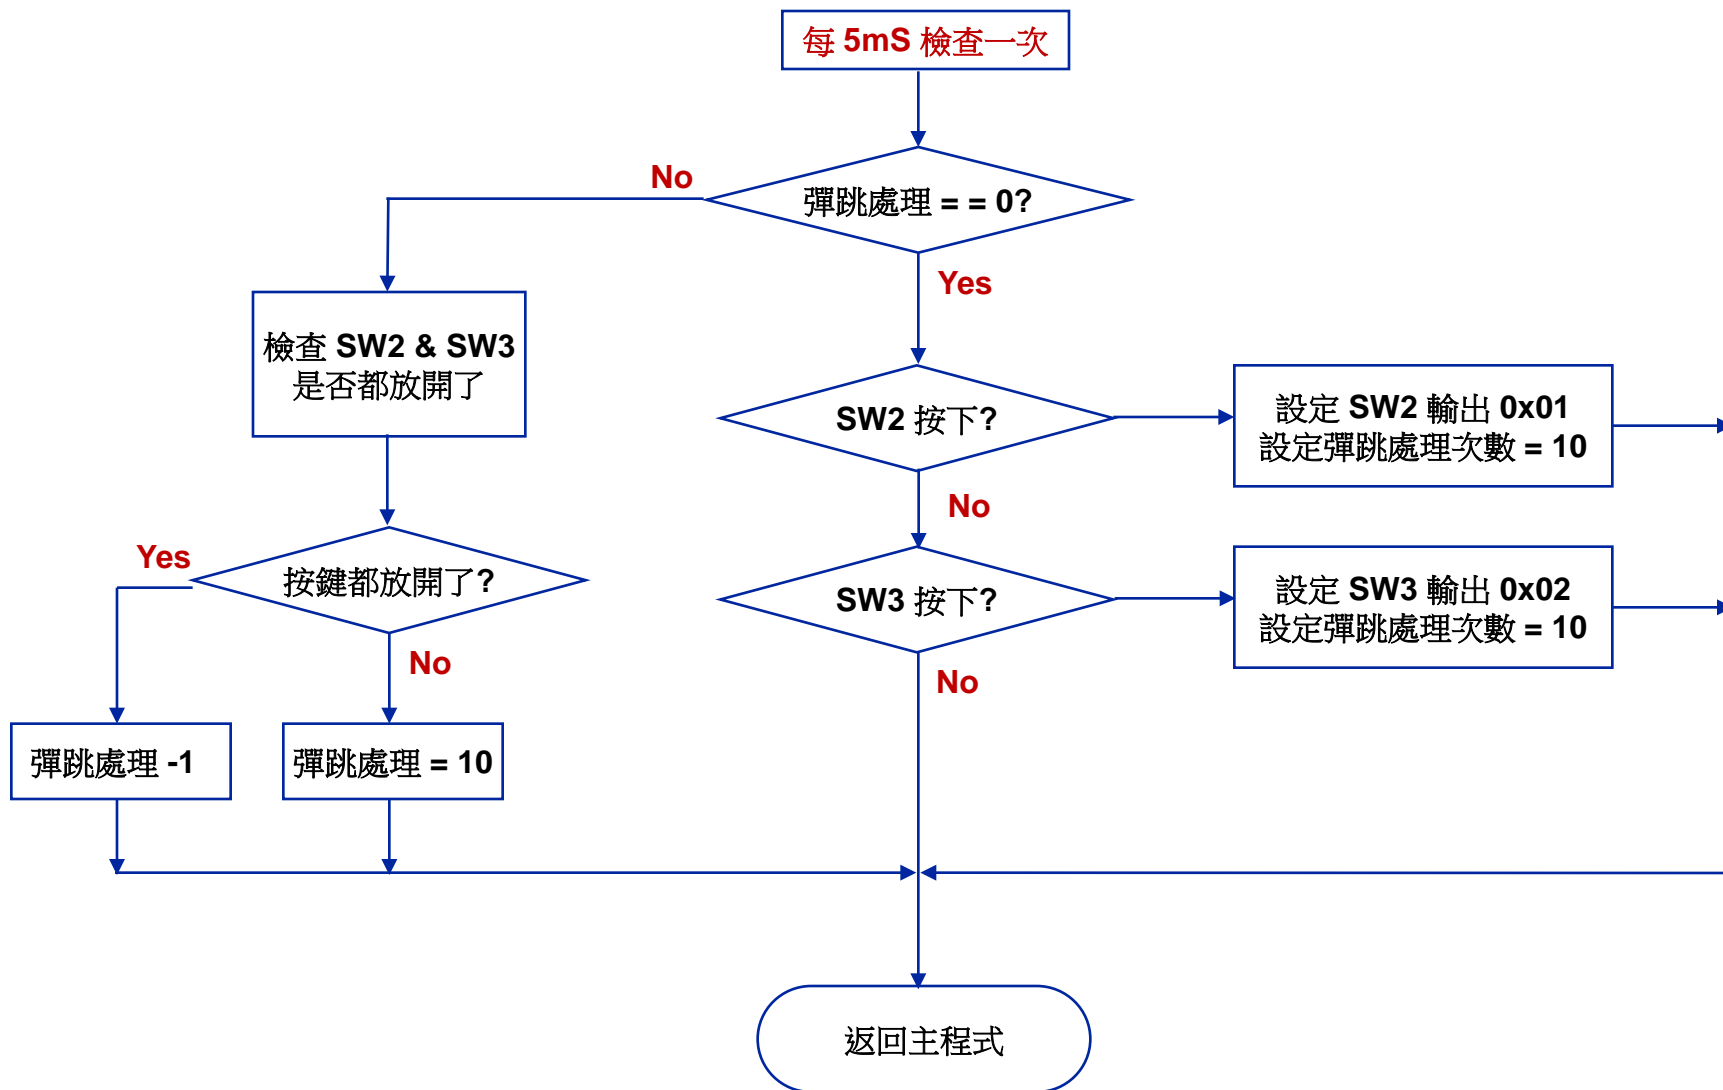 每 5mS 檢查一次
No
彈跳處理 = = 0?
Yes
檢查 SW2 & SW3
是否都放開了
SW2 按下?
設定 SW2 輸出 0x01
設定彈跳處理次數 = 10
No
Yes
按鍵都放開了?
SW3 按下?
設定 SW3 輸出 0x02
設定彈跳處理次數 = 10
No
No
彈跳處理 -1
彈跳處理 = 10
返回主程式